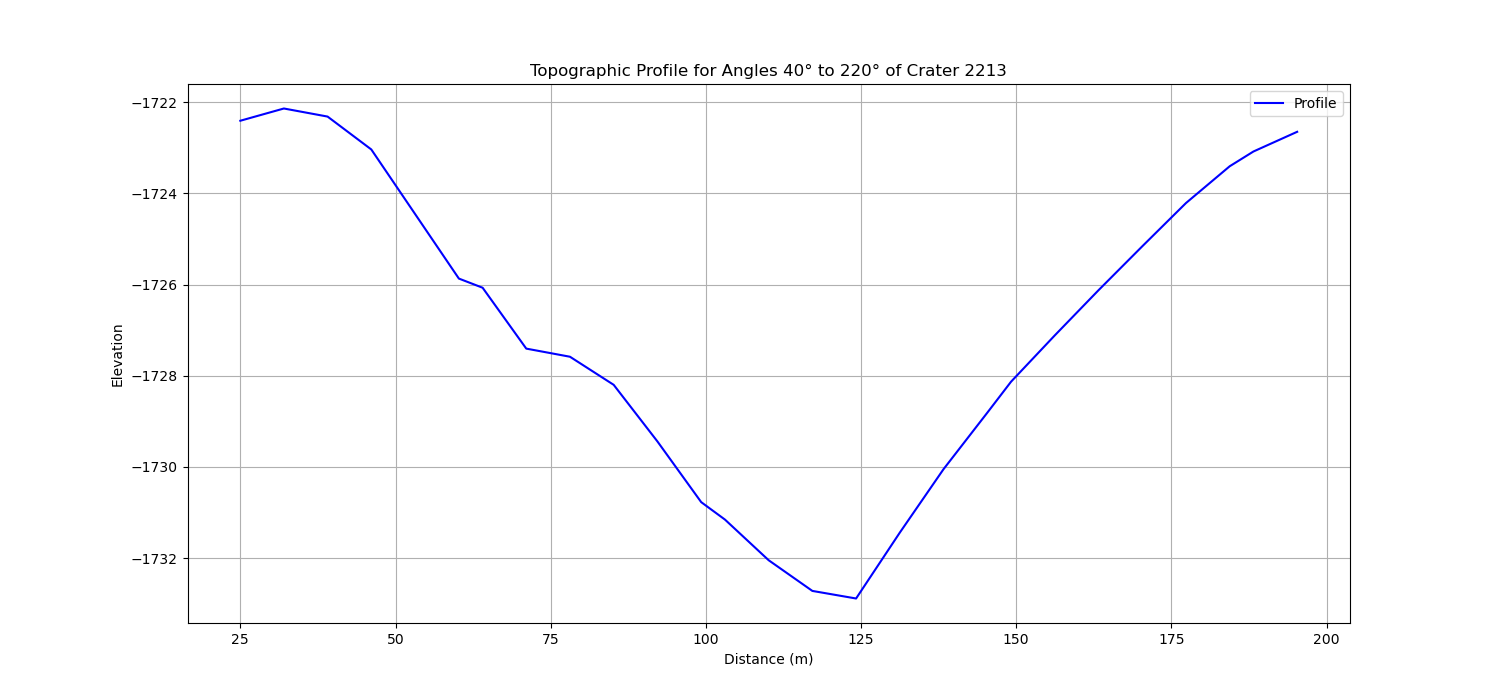 Topographic Profile for Angles 40° to 220° of Crater 2213
Profile
−1722
−1724
−1726
−1728
−1730
−1732
Elevation
25 50 75 100 125 150 175 200
Distance (m)